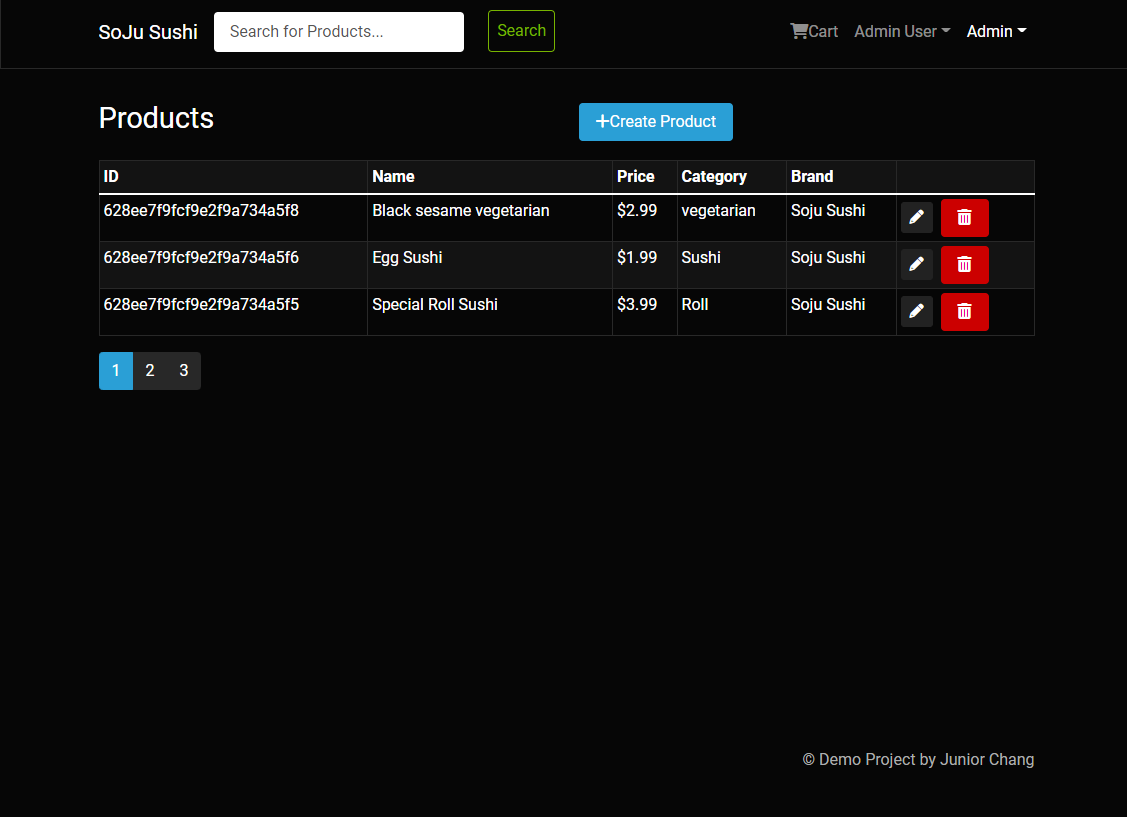 SoJu Sushi Search for Products... Search Cart Admin User Admin
Products Create Product
ID Name Price Category Brand
628ee7f9fcf9e2f9a734a5f8 Black sesame vegetarian $2.99 vegetarian Soju Sushi
628ee7f9fcf9e2f9a734a5f6 Egg Sushi $1.99 Sushi Soju Sushi
628ee7f9fcf9e2f9a734a5f5 Special Roll Sushi $3.99 Roll Soju Sushi
1 2 3
© Demo Project by Junior Chang